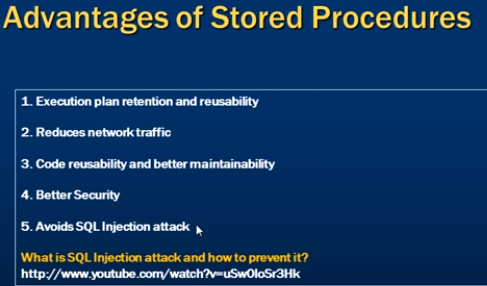 Advantages of Stored Procedures
1. Execution plan retention and reusability
2. Reduces network traffic
3. Code reusability and better maintainability
4. Better Security
5. Avoids SQL Injection attack
What is SQL Injection attack and how to prevent it?
http://www.youtube.com/watch?v=uSw0IoSr3Hk